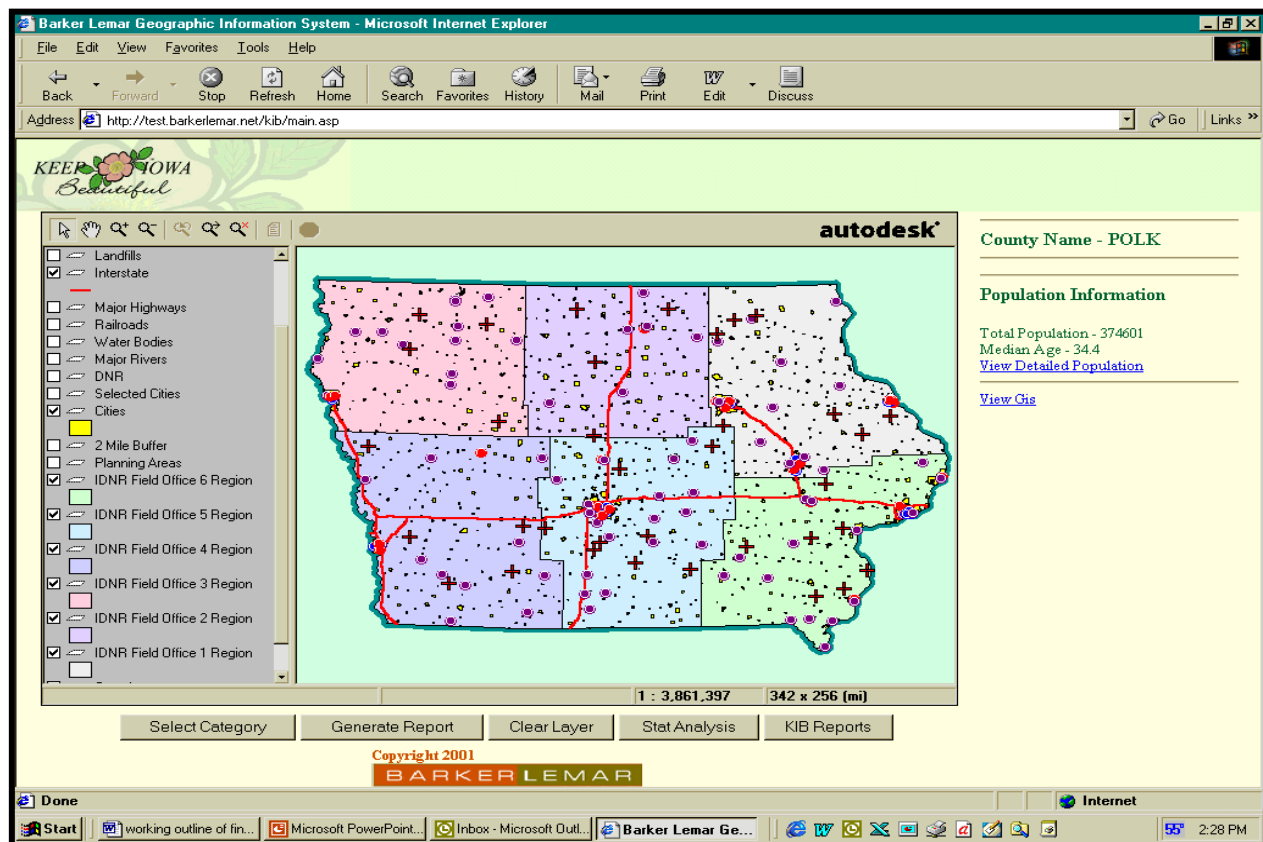 Barker Lemar Geographic Information System - Microsoft Internet Explorer
File Edit View Favorites Tools Help
Back Forward Stop Refresh Home Search Favorites History Mail Print Edit Discuss
Address http://test.barkerlemar.net/kib/main.asp Go Links »
KEEP IOWA
Beautiful
autodesk
Landfills
Interstate
Major Highways
Railroads
Water Bodies
Major Rivers
DNR
Selected Cities
Cities
2 Mile Buffer
Planning Areas
IDNR Field Office 6 Region
IDNR Field Office 5 Region
IDNR Field Office 4 Region
IDNR Field Office 3 Region
IDNR Field Office 2 Region
IDNR Field Office 1 Region
1 : 3,861,397 342 x 256 (mi)
County Name - POLK
Population Information
Total Population - 374601
Median Age - 34.4
View Detailed Population
View Gis
Select Category Generate Report Clear Layer Stat Analysis KIB Reports
Copyright 2001
BARKER LEMAR
Done Internet
Start working outline of fin... Microsoft PowerPoint... Inbox - Microsoft Outl... Barker Lemar Ge... 55° 2:28 PM